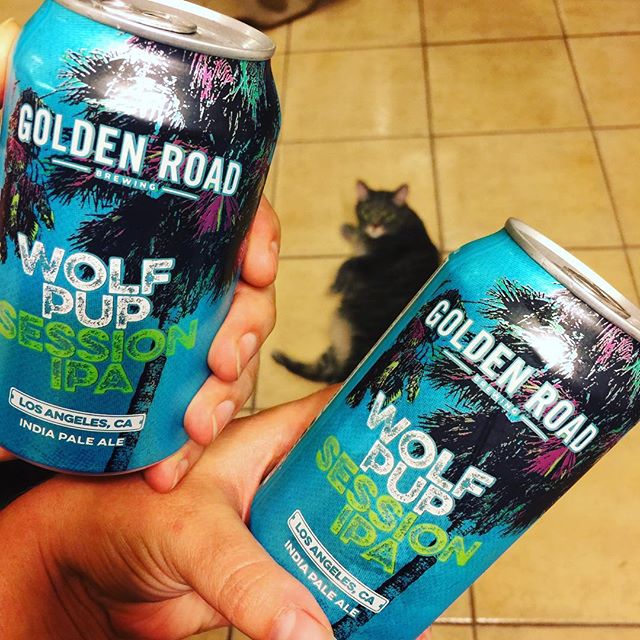 GOLDEN ROAD
BREWING
WOLF
PUP
SESSION
IPA
LOS ANGELES, CA
INDIA PALE ALE
GOLDEN ROAD
BREWING
WOLF
PUP
SESSION
IPA
LOS ANGELES, CA
INDIA PALE ALE